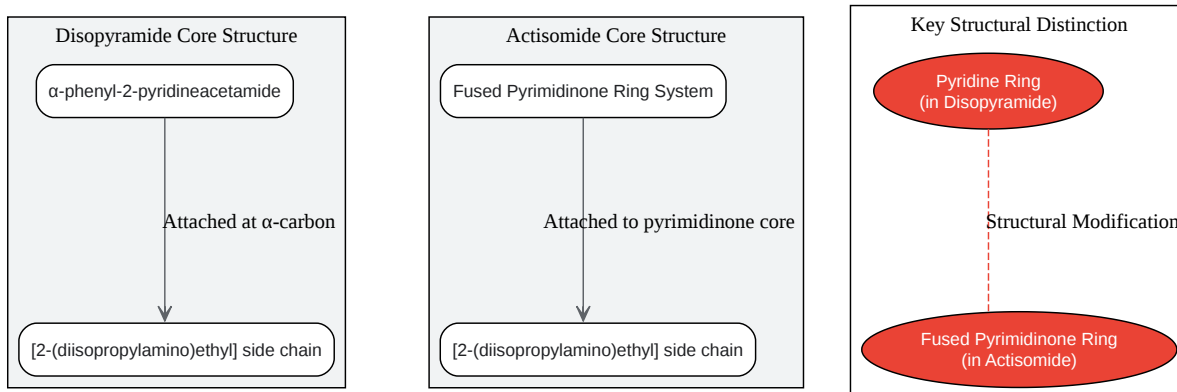 Disopyramide Core Structure
α-phenyl-2-pyridineacetamide
Attached at α-carbon
[2-(diisopropylamino)ethyl] side chain
Actisomide Core Structure
Fused Pyrimidinone Ring System
Attached to pyrimidinone core
[2-(diisopropylamino)ethyl] side chain
Key Structural Distinction
Pyridine Ring
(in Disopyramide)
Structural Modification
Fused Pyrimidinone Ring
(in Actisomide)